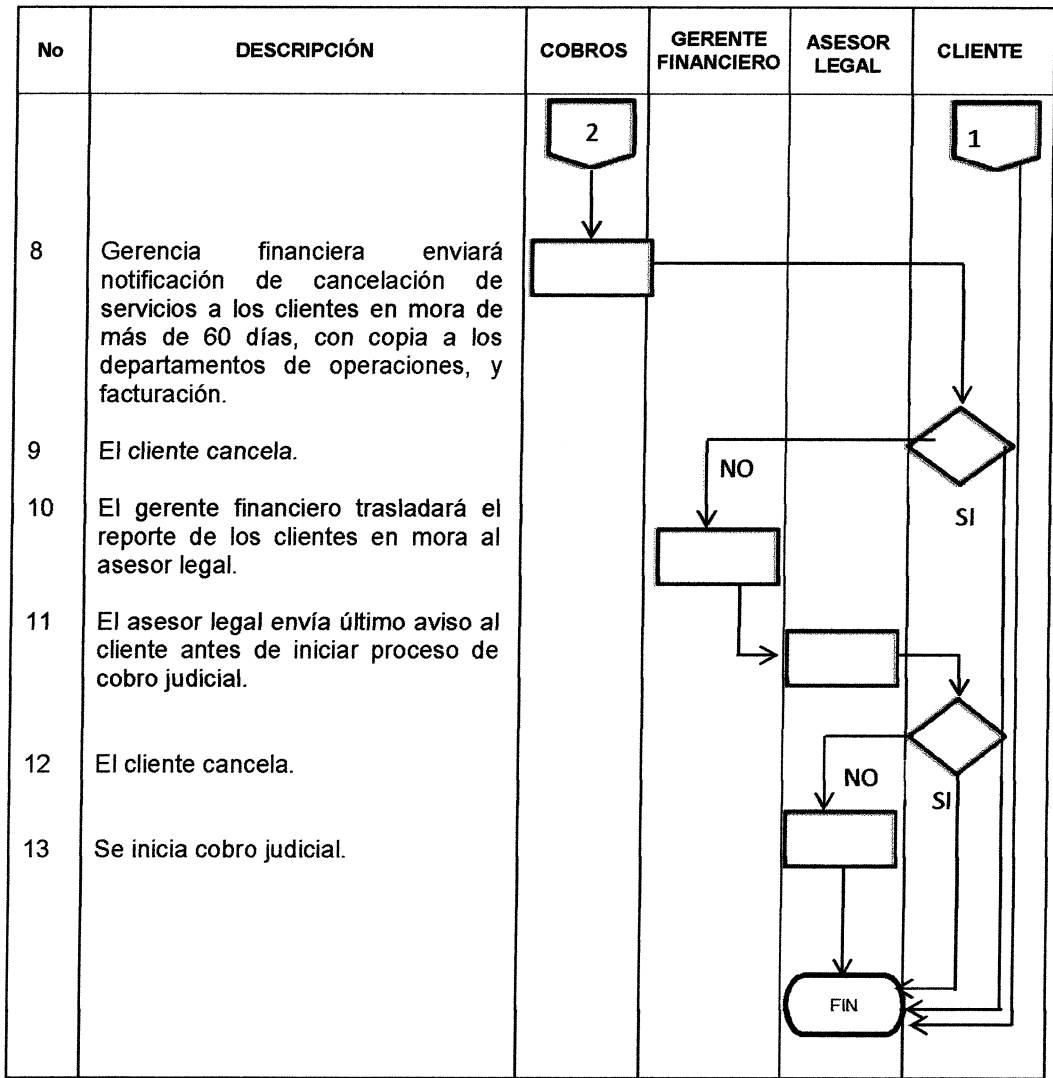 No DESCRIPCIÓN COBROS GERENTE FINANCIERO ASESOR LEGAL CLIENTE
2 1
8 Gerencia financiera enviará
notificación de cancelación de
servicios a los clientes en mora de
más de 60 días, con copia a los
departamentos de operaciones, y
facturación.
9 El cliente cancela.
NO
SI
10 El gerente financiero trasladará el
reporte de los clientes en mora al
asesor legal.
11 El asesor legal envía último aviso al
cliente antes de iniciar proceso de
cobro judicial.
12 El cliente cancela.
NO
SI
13 Se inicia cobro judicial.
FIN